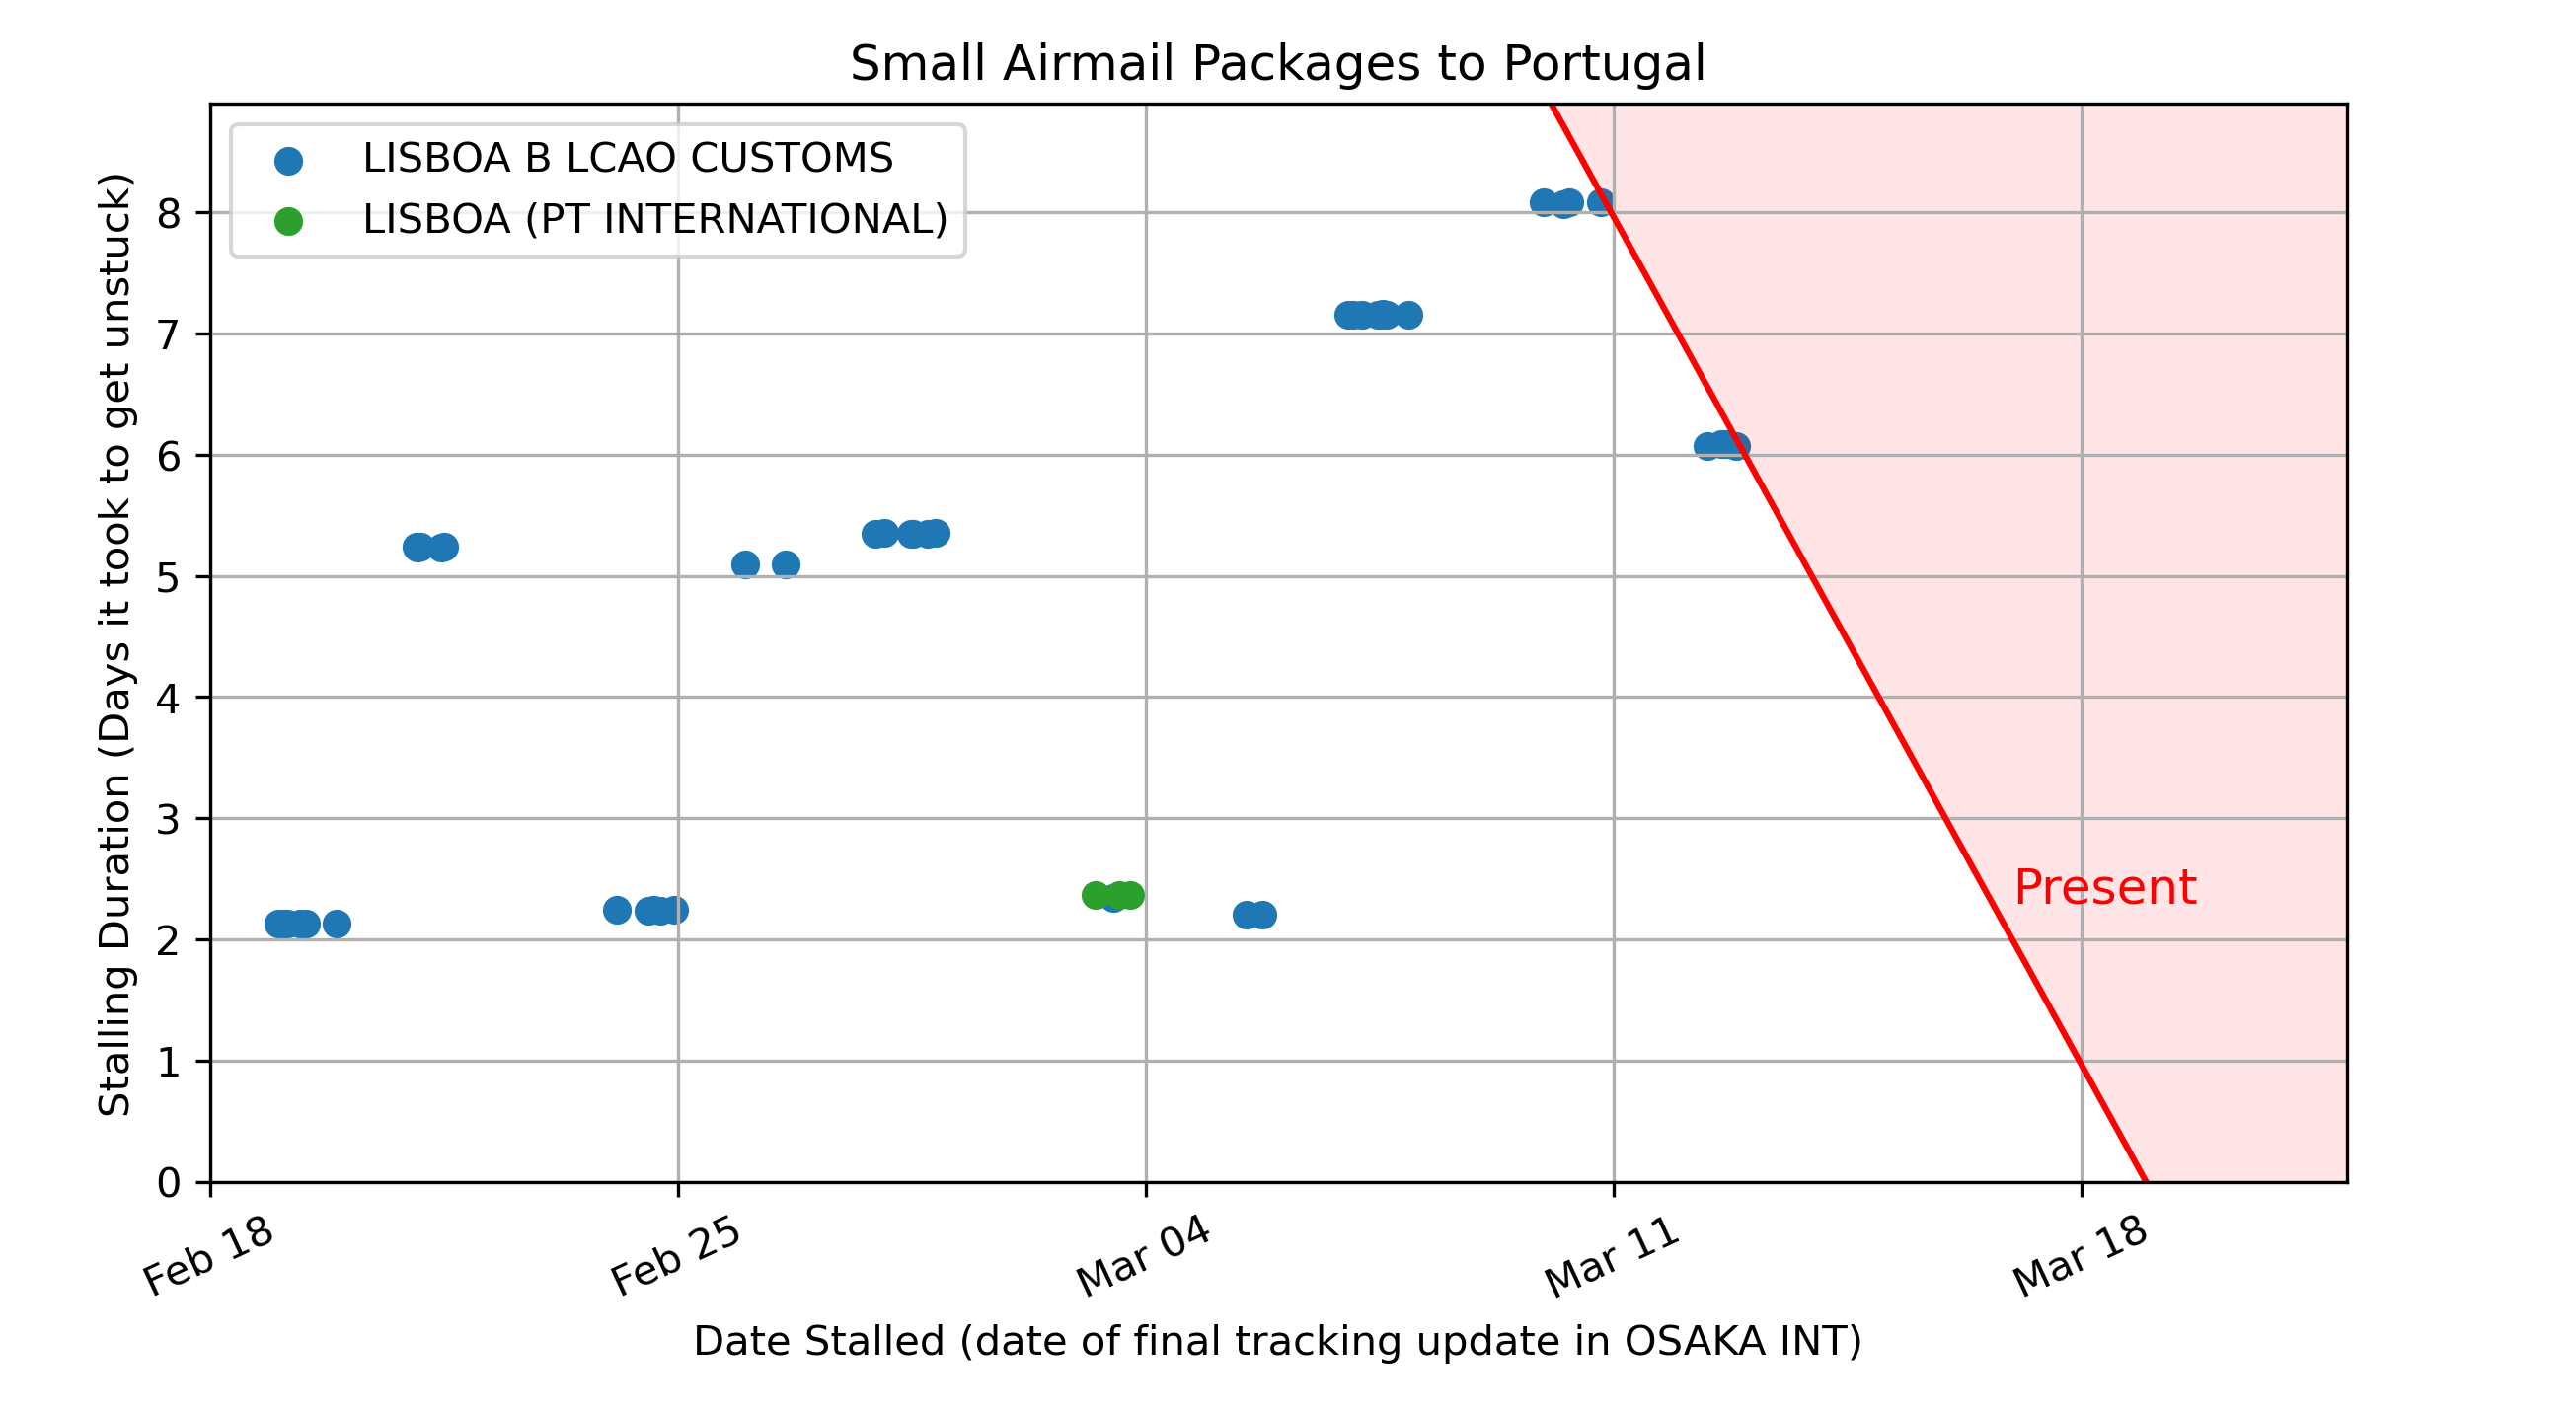 Small Airmail Packages to Portugal
LISBOA B LCAO CUSTOMS
LISBOA (PT INTERNATIONAL)
Stalling Duration (Days it took to get unstuck)
8
7
6
5
4
3
2
1
0
Present
Feb 18
Feb 25
Mar 04
Mar 11
Mar 18
Date Stalled (date of final tracking update in OSAKA INT)